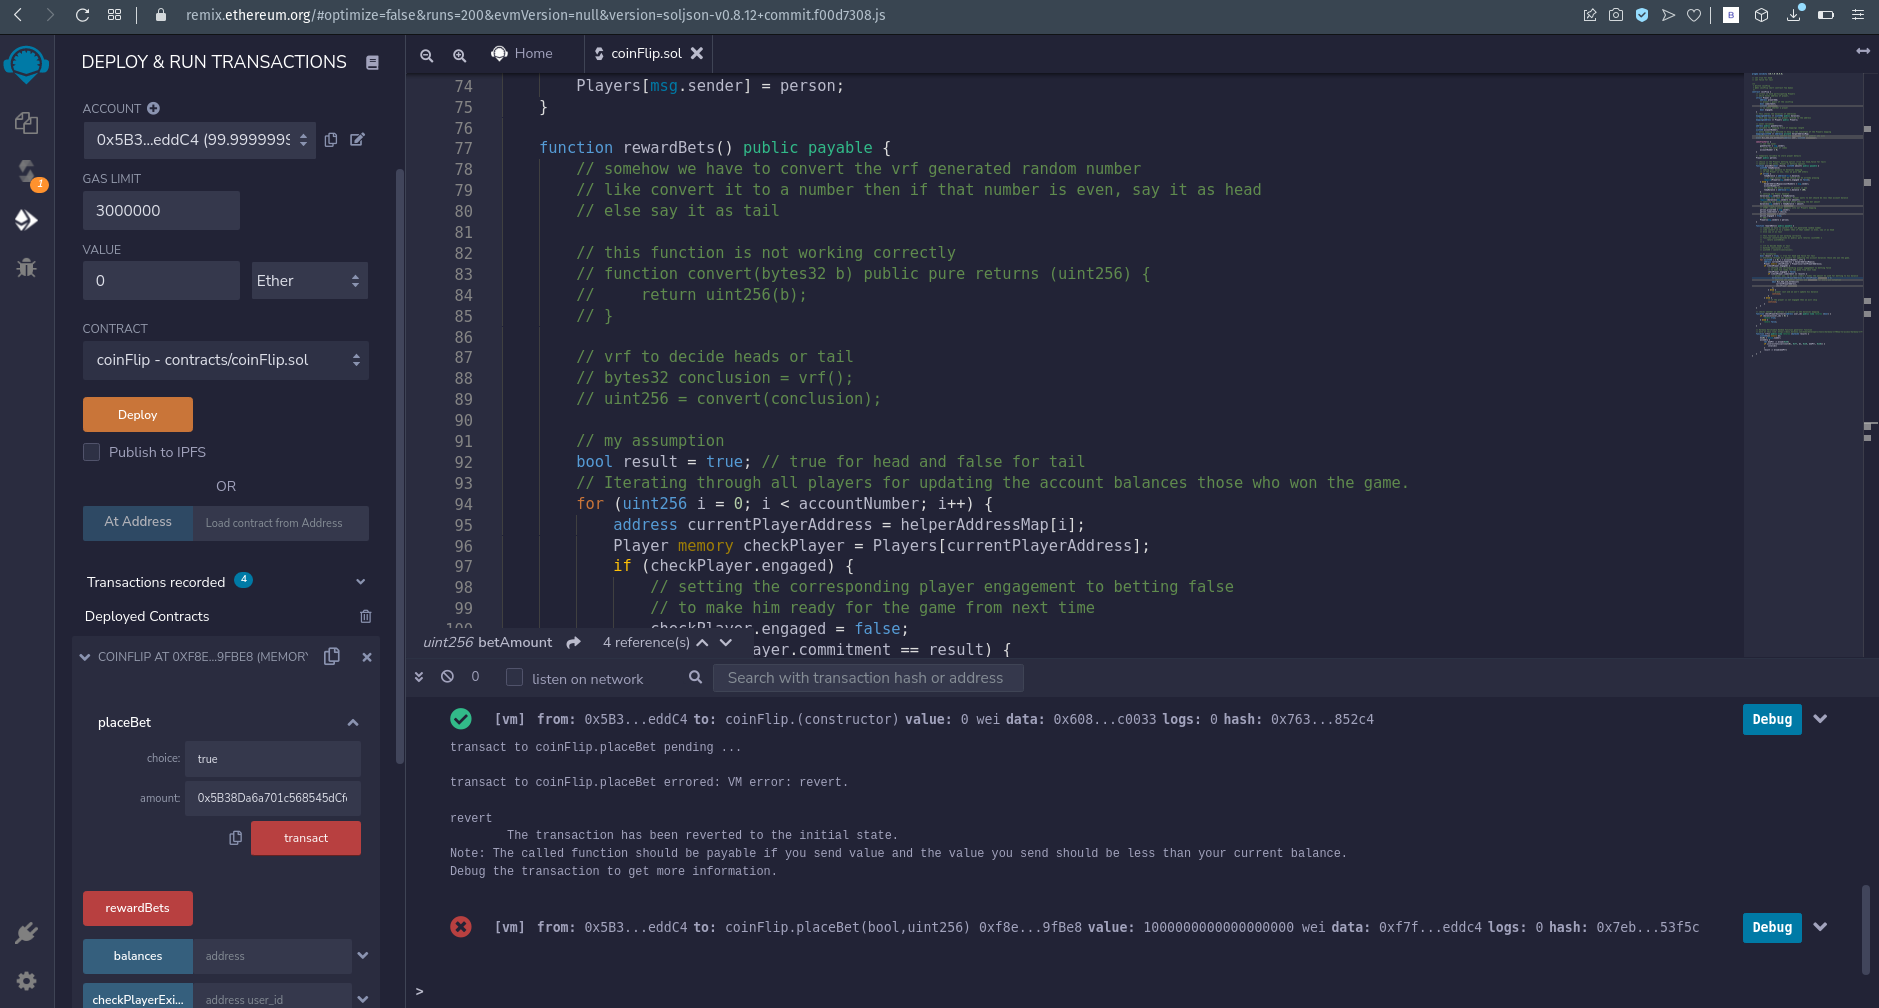 remix.ethereum.org/#optimize=false&runs=200&evmVersion=null&version=soljson-v0.8.12+commit.f00d7308.js
DEPLOY & RUN TRANSACTIONS
ACCOUNT
0x5B3...eddC4 (99.9999999
GAS LIMIT
3000000
VALUE
0
Ether
CONTRACT
coinFlip - contracts/coinFlip.sol
Deploy
Publish to IPFS
OR
At Address
Load contract from Address
Transactions recorded 4
Deployed Contracts
COINFLIP AT 0XF8E...9FBE8 (MEMORY
placeBet
choice: true
amount: 0x5B38Da6a701c568545dCf
transact
rewardBets
balances address
checkPlayerExi... address user_id
1
Home
coinFlip.sol
74 Players[msg.sender] = person;
75 }
76
77 function rewardBets() public payable {
78 // somehow we have to convert the vrf generated random number
79 // like convert it to a number then if that number is even, say it as head
80 // else say it as tail
81
82 // this function is not working correctly
83 // function convert(bytes32 b) public pure returns (uint256) {
84 // return uint256(b);
85 // }
86
87 // vrf to decide heads or tail
88 // bytes32 conclusion = vrf();
89 // uint256 = convert(conclusion);
90
91 // my assumption
92 bool result = true; // true for head and false for tail
93 // Iterating through all players for updating the account balances those who won the game.
94 for (uint256 i = 0; i < accountNumber; i++) {
95 address currentPlayerAddress = helperAddressMap[i];
96 Player memory checkPlayer = Players[currentPlayerAddress];
97 if (checkPlayer.engaged) {
98 // setting the corresponding player engagement to betting false
99 // to make him ready for the game from next time
100 checkPlayer.engaged = false;
ayer.commitment == result) {
uint256 betAmount 4 reference(s)
0
listen on network
Search with transaction hash or address
[vm] from: 0x5B3...eddC4 to: coinFlip.(constructor) value: 0 wei data: 0x608...c0033 logs: 0 hash: 0x763...852c4
Debug
transact to coinFlip.placeBet pending ...
transact to coinFlip.placeBet errored: VM error: revert.
revert
The transaction has been reverted to the initial state.
Note: The called function should be payable if you send value and the value you send should be less than your current balance.
Debug the transaction to get more information.
[vm] from: 0x5B3...eddC4 to: coinFlip.placeBet(bool,uint256) 0xf8e...9fBe8 value: 1000000000000000000 wei data: 0xf7f...eddc4 logs: 0 hash: 0x7eb...53f5c
Debug
>